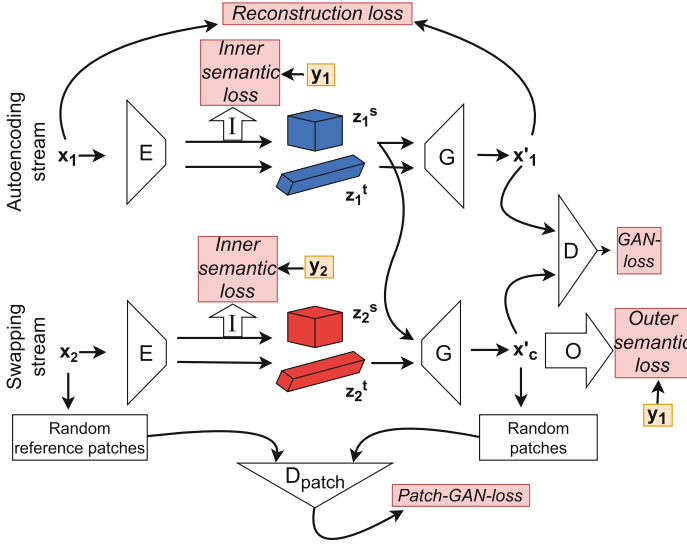 Reconstruction loss
Autoencoding
stream
Inner
semantic
loss
y₁
x₁
E
I
z₁ˢ
z₁ᵗ
G
x'₁
D
GAN-
loss
Swapping
stream
Inner
semantic
loss
y₂
x₂
E
I
z₂ˢ
z₂ᵗ
G
x'c
O
Outer
semantic
loss
y₁
Random
reference patches
Random
patches
Dpatch
Patch-GAN-loss